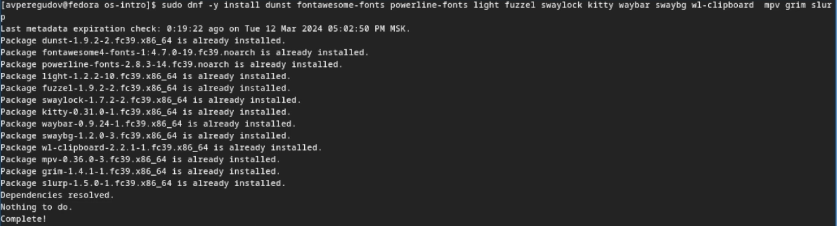 [avperegudov@fedora os-intro]$ sudo dnf -y install dunst fontawesome-fonts powerline-fonts light fuzzel swaylock kitty waybar swaybg wl-clipboard  mpv grim slur
p
Last metadata expiration check: 0:19:22 ago on Tue 12 Mar 2024 05:02:50 PM MSK.
Package dunst-1.9.2-2.fc39.x86_64 is already installed.
Package fontawesome4-fonts-1:4.7.0-19.fc39.noarch is already installed.
Package powerline-fonts-2.8.3-14.fc39.noarch is already installed.
Package light-1.2.2-10.fc39.x86_64 is already installed.
Package fuzzel-1.9.2-2.fc39.x86_64 is already installed.
Package swaylock-1.7.2-2.fc39.x86_64 is already installed.
Package kitty-0.31.0-1.fc39.x86_64 is already installed.
Package waybar-0.9.24-1.fc39.x86_64 is already installed.
Package swaybg-1.2.0-3.fc39.x86_64 is already installed.
Package wl-clipboard-2.2.1-1.fc39.x86_64 is already installed.
Package mpv-0.36.0-3.fc39.x86_64 is already installed.
Package grim-1.4.1-1.fc39.x86_64 is already installed.
Package slurp-1.5.0-1.fc39.x86_64 is already installed.
Dependencies resolved.
Nothing to do.
Complete!